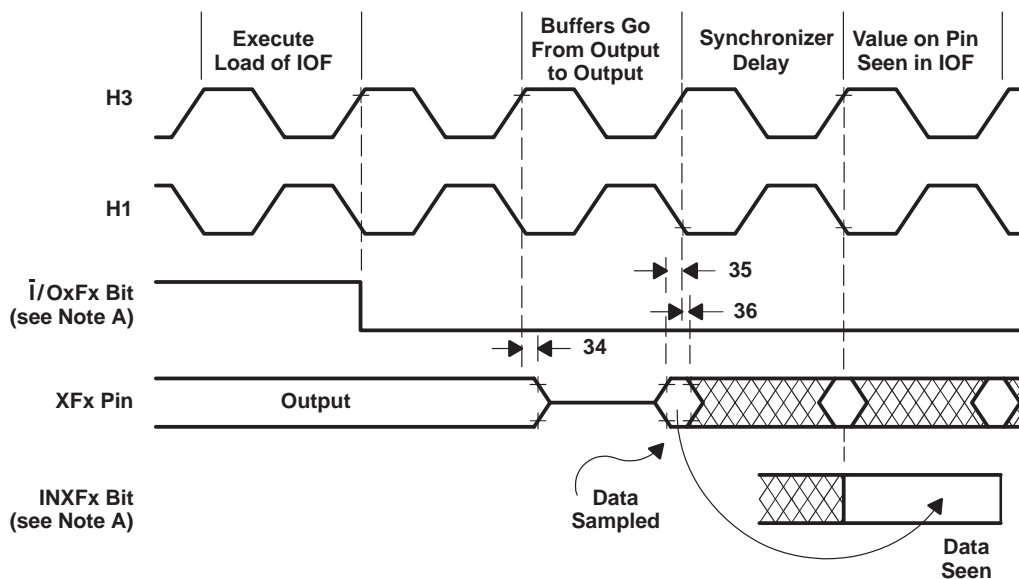 Execute
Load of IOF
Buffers Go
From Output
to Output
Synchronizer
Delay
Value on Pin
Seen in IOF
H3
H1
Ī/OxFx Bit
(see Note A)
35
36
34
XFx Pin
Output
INXFx Bit
(see Note A)
Data
Sampled
Data
Seen